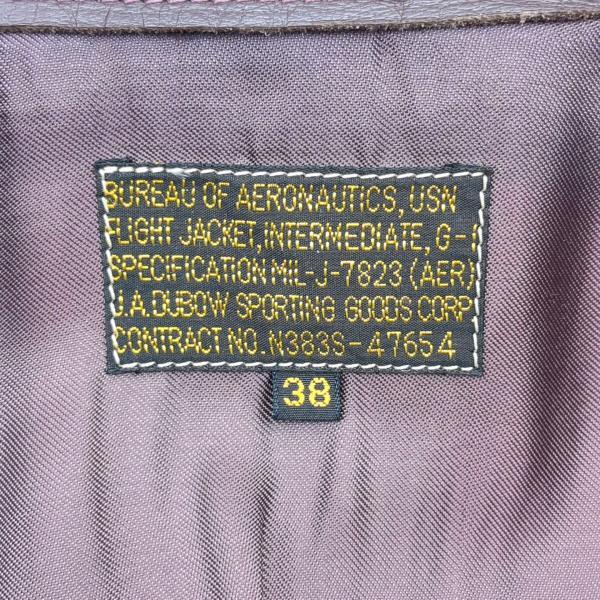 BUREAU OF AERONAUTICS, USN
FLIGHT JACKET, INTERMEDIATE, G-1
SPECIFICATION MIL-J-7823 (AER)
J.A. DUBOW SPORTING GOODS CORP
CONTRACT NO. N383S-47654
38